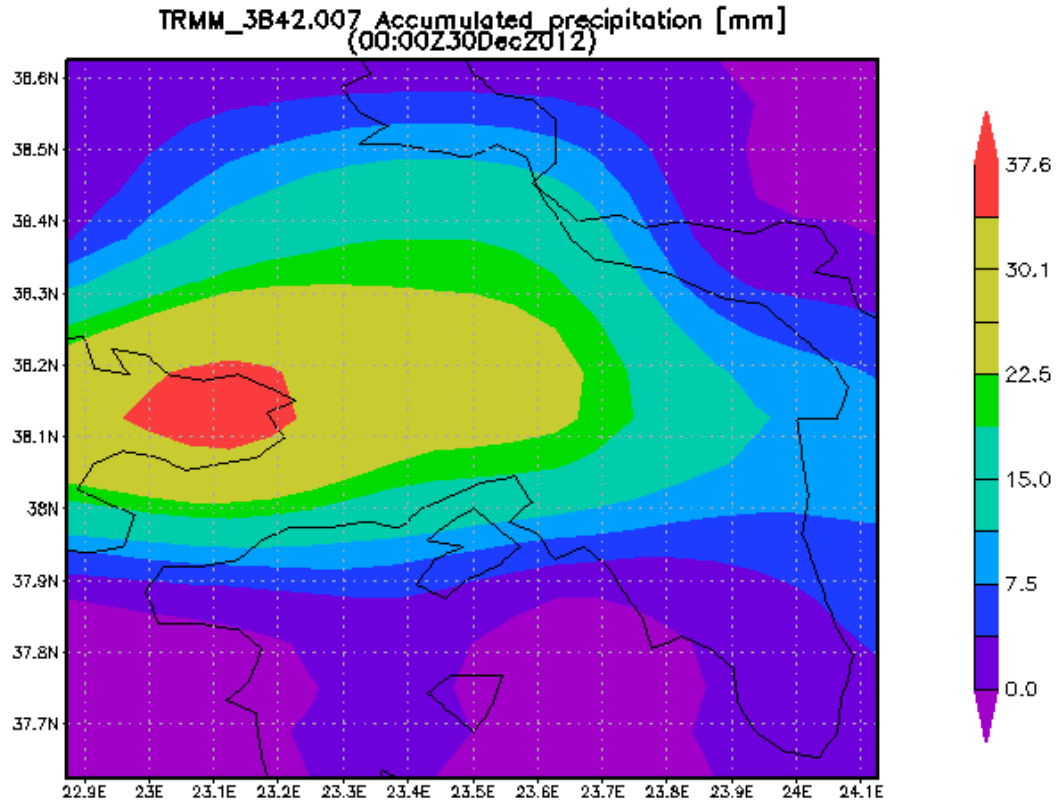 TRMM_3B42.007 Accumulated precipitation [mm]
(00:00Z30Dec2012)
38.6N
38.5N
38.4N
38.3N
38.2N
38.1N
38N
37.9N
37.8N
37.7N
22.9E 23E 23.1E 23.2E 23.3E 23.4E 23.5E 23.6E 23.7E 23.8E 23.9E 24E 24.1E
37.6
30.1
22.5
15.0
7.5
0.0